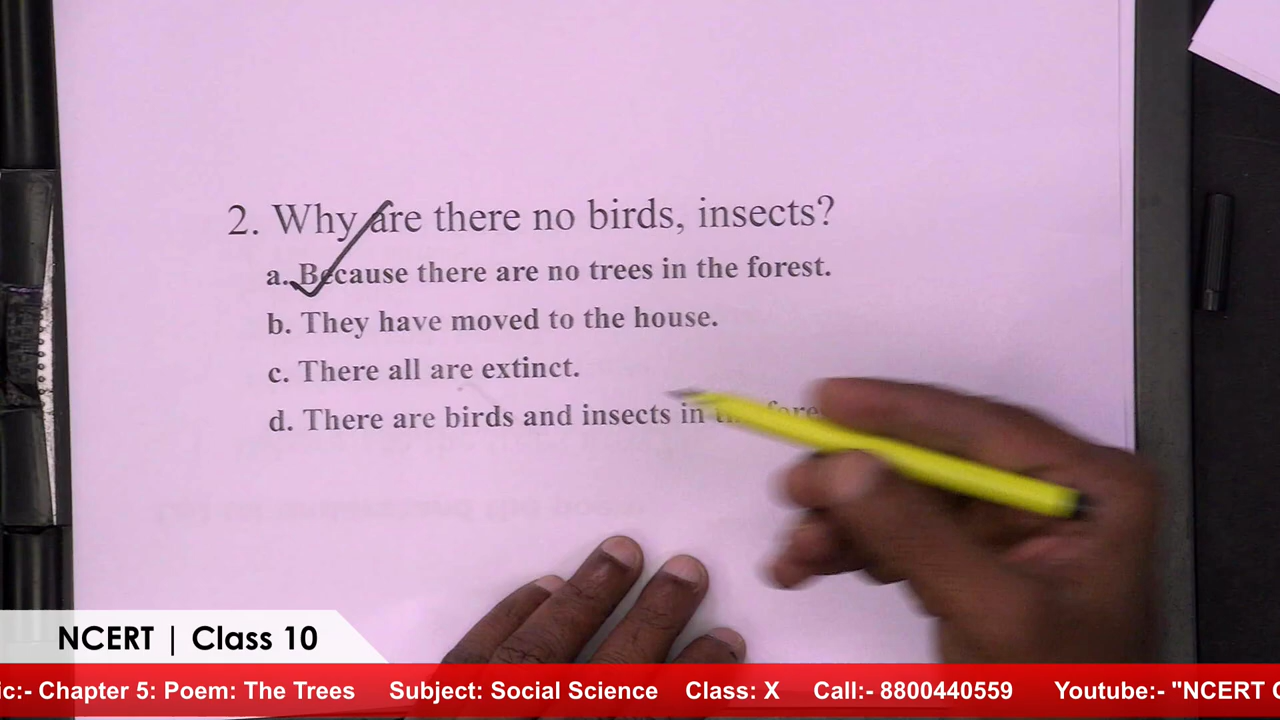 2. Why are there no birds, insects?
a. Because there are no trees in the forest.
b. They have moved to the house.
c. There all are extinct.
d. There are birds and insects in the
NCERT | Class 10
ic:- Chapter 5: Poem: The Trees Subject: Social Science Class: X Call:- 8800440559 Youtube:- "NCERT